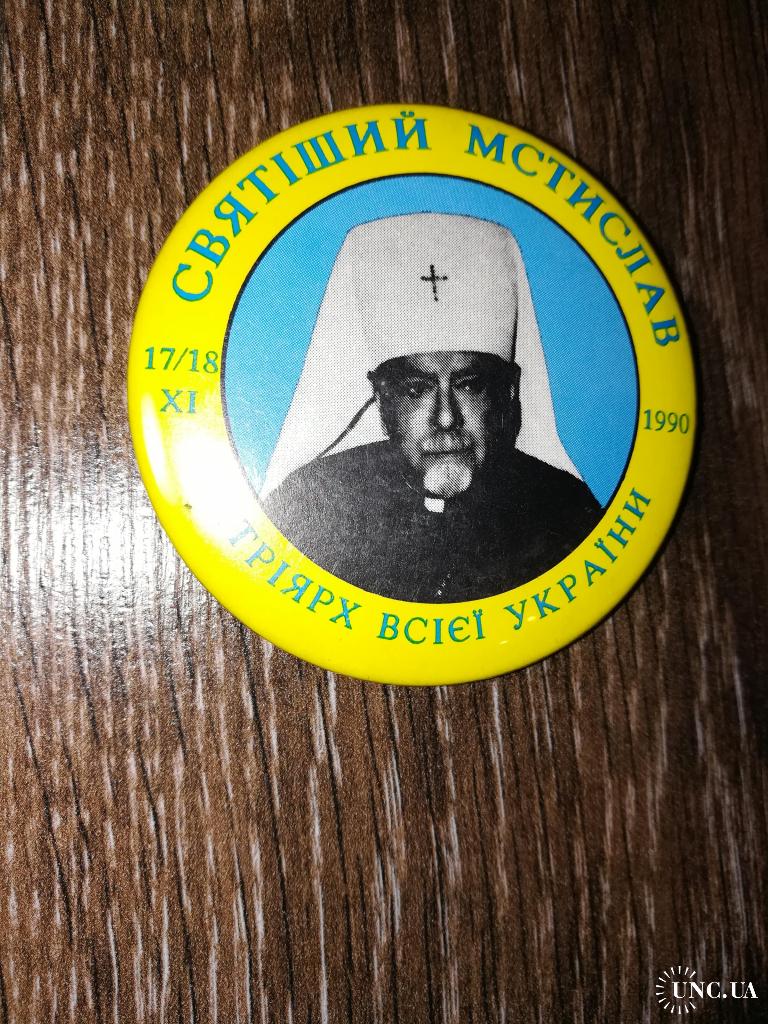 СВЯТІШИЙ МСТИСЛАВ
17/18
XI
1990
ТРІЯРХ ВСІЄЇ УКРАЇНИ
UNC.UA